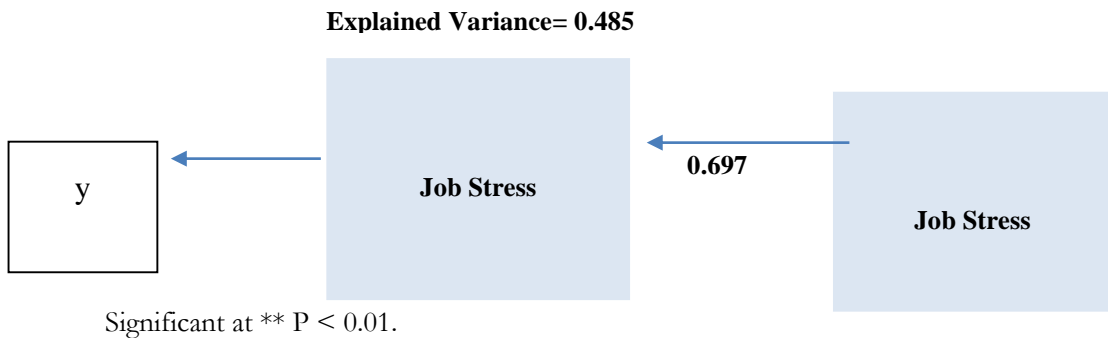 Explained Variance= 0.485
y
Job Stress
0.697
Job Stress
Significant at ** P < 0.01.